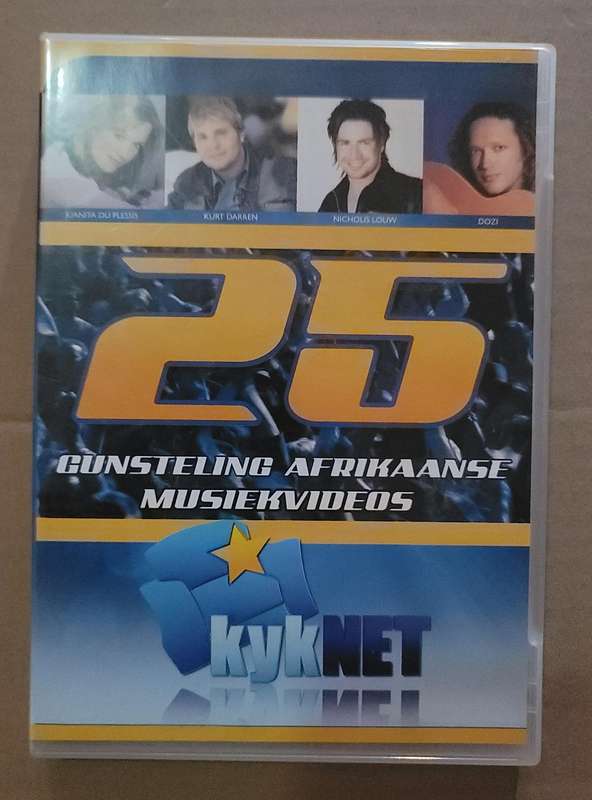 JUANITA DU PLESSIS
KURT DARREN
NICHOLIS LOUW
DOZI
25
GUNSTELING AFRIKAANSE
MUSIEKVIDEOS
kykNET